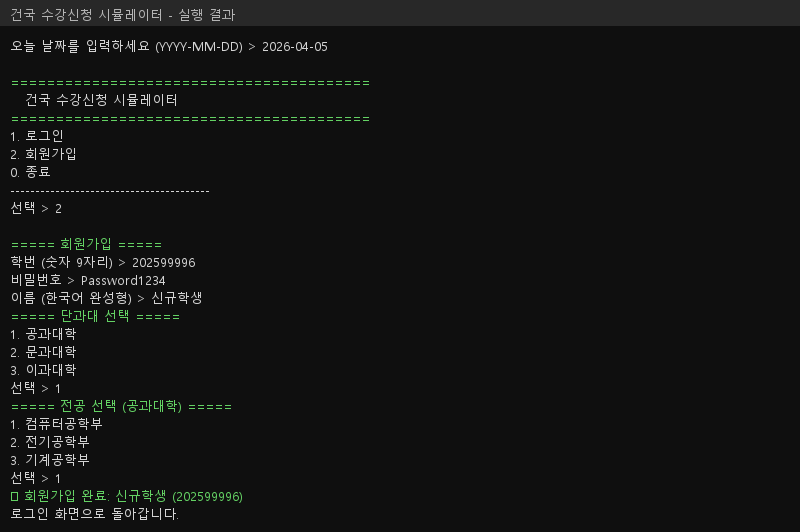 건국 수강신청 시뮬레이터 - 실행 결과
오늘 날짜를 입력하세요 (YYYY-MM-DD) > 2026-04-05
========================================
건국 수강신청 시뮬레이터
========================================
1. 로그인
2. 회원가입
0. 종료
----------------------------------------
선택 > 2
===== 회원가입 =====
학번 (숫자 9자리) > 202599996
비밀번호 > Password1234
이름 (한국어 완성형) > 신규학생
===== 단과대 선택 =====
1. 공과대학
2. 문과대학
3. 이과대학
선택 > 1
===== 전공 선택 (공과대학) =====
1. 컴퓨터공학부
2. 전기공학부
3. 기계공학부
선택 > 1
회원가입 완료: 신규학생 (202599996)
로그인 화면으로 돌아갑니다.